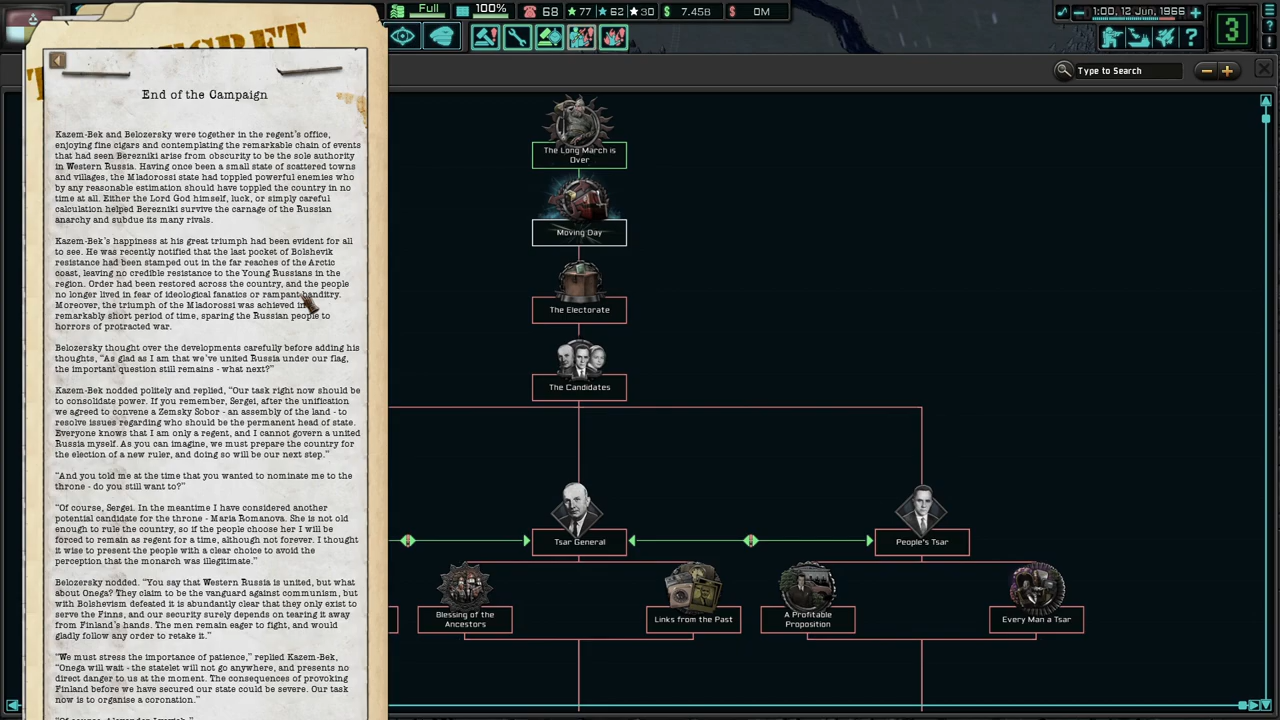 Full
100%
68
77
62
30
7.456
0M
1:00, 12 Jun, 1966
3
Type to Search
End of the Campaign
Kazem-Bek and Belozersky were together in the regent's office,
enjoying fine cigars and contemplating the remarkable chain of events
that had seen Berezniki arise from obscurity to be the sole authority
in Western Russia. Having once been a small state of scattered towns
and villages, the Mladorossi state had toppled powerful enemies who
by any reasonable estimation should have toppled the country in no
time at all. Either the Lord God himself, luck, or simply careful
calculation helped Berezniki survive the carnage of the Russian
anarchy and subdue its many rivals.
Kazem-Bek's happiness at his great triumph had been evident for all
to see. He was recently notified that the last pocket of Bolshevik
resistance had been stamped out in the far reaches of the Arctic
coast, leaving no credible resistance to the Young Russians in the
region. Order had been restored across the country, and the people
no longer lived in fear of ideological fanatics or rampant banditry.
Moreover, the triumph of the Mladorossi was achieved in
remarkably short period of time, sparing the Russian people to
horrors of protracted war.
Belozersky thought over the developments carefully before adding his
thoughts, "As glad as I am that we've united Russia under our flag,
the important question still remains - what next?"
Kazem-Bek nodded politely and replied, "Our task right now should be
to consolidate power. If you remember, Sergei, after the unification
we agreed to convene a Zemsky Sobor - an assembly of the land - to
resolve issues regarding who should be the permanent head of state.
Everyone knows that I am only a regent, and I cannot govern a united
Russia myself. As you can imagine, we must prepare the country for
the election of a new ruler, and doing so will be our next step."
"And you told me at the time that you wanted to nominate me to the
throne - do you still want to?"
"Of course, Sergei. In the meantime I have considered another
potential candidate for the throne - Maria Romanova. She is not old
enough to rule the country, so if the people choose her I will be
forced to remain as regent for a time, although not forever. I thought
it wise to present the people with a clear choice to avoid the
perception that the monarch was illegitimate."
Belozersky nodded. "You say that Western Russia is united, but what
about Onega? They claim to be the vanguard against communism, but
with Bolshevism defeated it is abundantly clear that they only exist to
serve the Finns, and our security surely depends on tearing it away
from Finland's hands. The men remain eager to fight, and would
gladly follow any order to retake it."
"We must stress the importance of patience," replied Kazem-Bek,
"Onega will wait - the statelet will not go anywhere, and presents no
direct danger to us at the moment. The consequences of provoking
Finland before we have secured our state could be severe. Our task
now is to organise a coronation."
The Long March is
Over
Moving Day
The Electorate
The Candidates
Tsar General
People's Tsar
Blessing of the
Ancestors
Links from the Past
A Profitable
Proposition
Every Man a Tsar